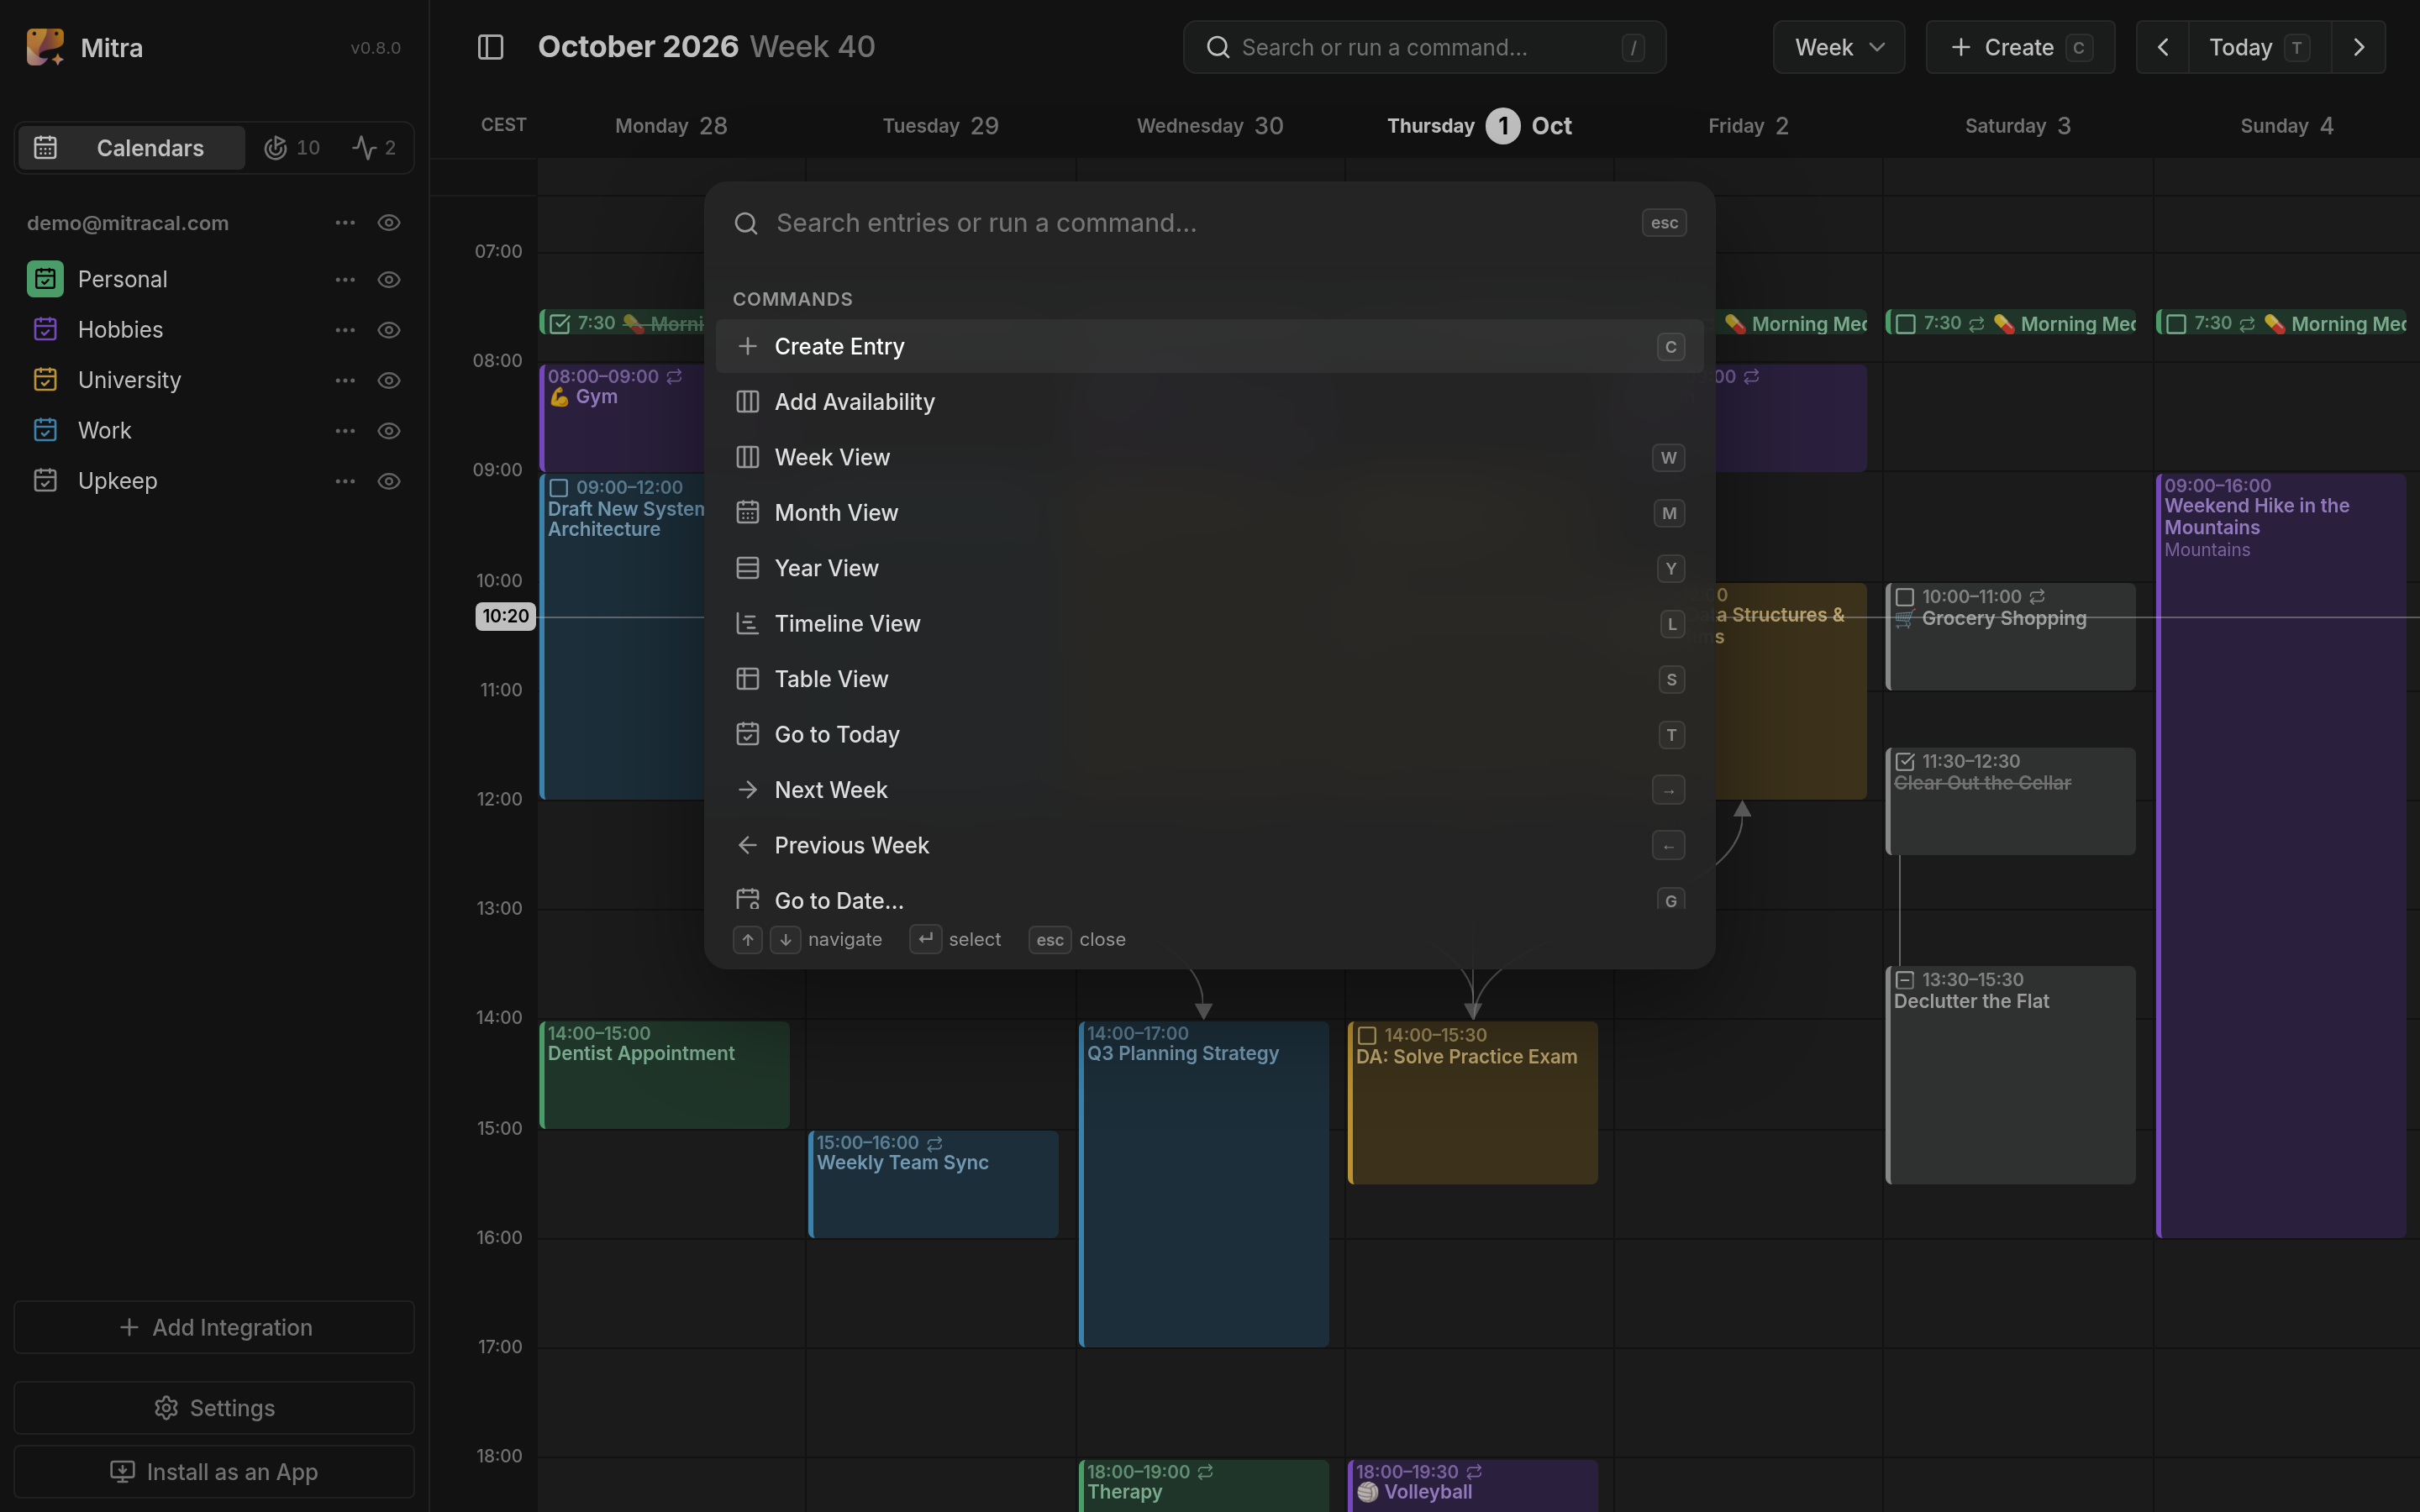 Mitra
v0.8.0
October 2026 Week 40
Search or run a command...
/
Week
Create C
Today T
Calendars
10
2
CEST
Monday 28
Tuesday 29
Wednesday 30
Thursday 1 Oct
Friday 2
Saturday 3
Sunday 4
demo@mitracal.com
Personal
Hobbies
University
Work
Upkeep
Add Integration
Settings
Install as an App
07:00
08:00
09:00
10:00
10:20
11:00
12:00
13:00
14:00
15:00
16:00
17:00
18:00
Search entries or run a command...
esc
COMMANDS
Create Entry C
Add Availability
Week View W
Month View M
Year View Y
Timeline View L
Table View S
Go to Today T
Next Week →
Previous Week ←
Go to Date... G
↑ ↓ navigate ↵ select esc close
7:30 💊
08:00–09:00
💪 Gym
09:00–12:00
Draft New System
Architecture
14:00–15:00
Dentist Appointment
15:00–16:00
Weekly Team Sync
14:00–17:00
Q3 Planning Strategy
18:00–19:00
Therapy
14:00–15:30
DA: Solve Practice Exam
18:00–19:30
🏐 Volleyball
💊 Morning
Structures &
7:30 💊 Morning
10:00–11:00
🛒 Grocery Shopping
11:30–12:30
Clear Out the Cellar
13:30–15:30
Declutter the Flat
7:30 💊 Morning
09:00–16:00
Weekend Hike in the
Mountains
Mountains